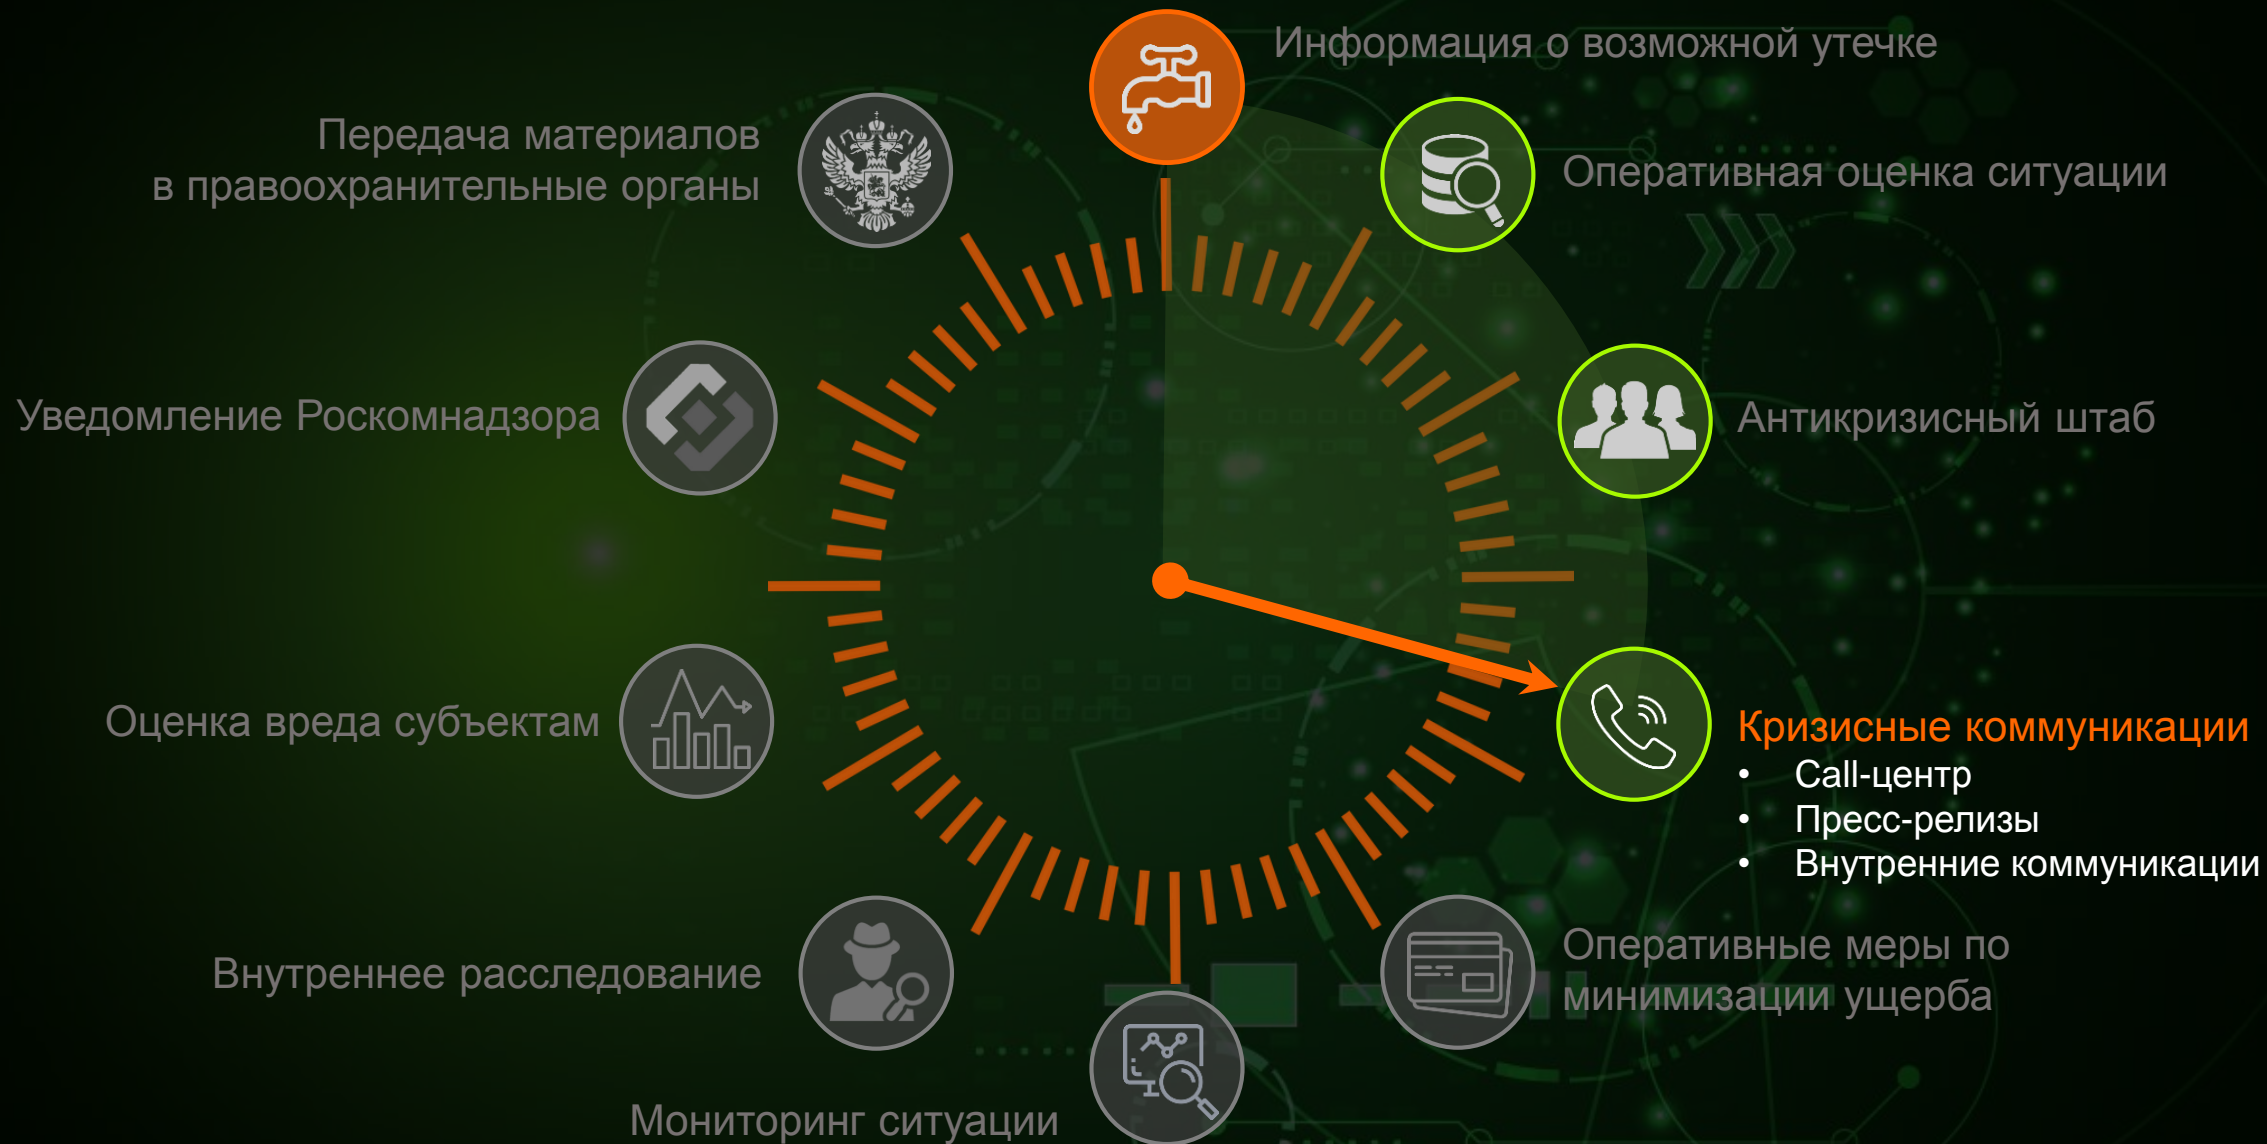 Информация о возможной утечке
Оперативная оценка ситуации
Антикризисный штаб
Кризисные коммуникации
• Call-центр
• Пресс-релизы
• Внутренние коммуникации
Оперативные меры по
минимизации ущерба
Мониторинг ситуации
Внутреннее расследование
Оценка вреда субъектам
Уведомление Роскомнадзора
Передача материалов
в правоохранительные органы